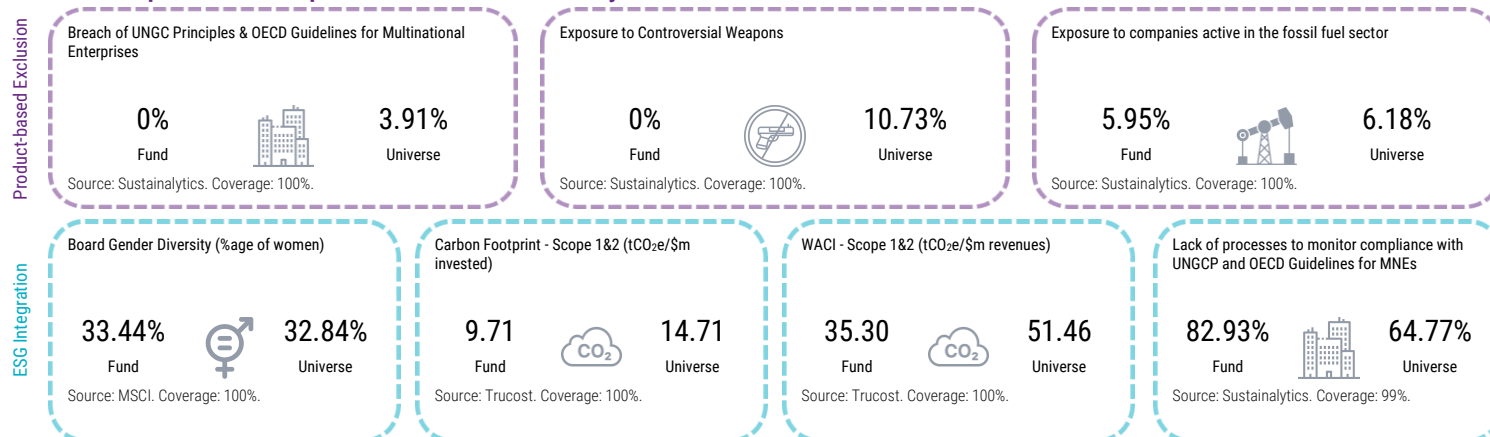 Product-based Exclusion
Breach of UNGC Principles & OECD Guidelines for Multinational
Enterprises
0%
3.91%
Fund
Universe
Source: Sustainalytics. Coverage: 100%.
Exposure to Controversial Weapons
0%
10.73%
Fund
Universe
Source: Sustainalytics. Coverage: 100%.
Exposure to companies active in the fossil fuel sector
5.95%
6.18%
Fund
Universe
Source: Sustainalytics. Coverage: 100%.
ESG Integration
Board Gender Diversity (%age of women)
33.44%
32.84%
Fund
Universe
Source: MSCI. Coverage: 100%.
Carbon Footprint - Scope 1&2 (tCO₂e/$m
invested)
9.71
CO₂
14.71
Fund
Universe
Source: Trucost. Coverage: 100%.
WACI - Scope 1&2 (tCO₂e/$m revenues)
35.30
CO₂
51.46
Fund
Universe
Source: Trucost. Coverage: 100%.
Lack of processes to monitor compliance with
UNGCP and OECD Guidelines for MNEs
82.93%
64.77%
Fund
Universe
Source: Sustainalytics. Coverage: 99%.